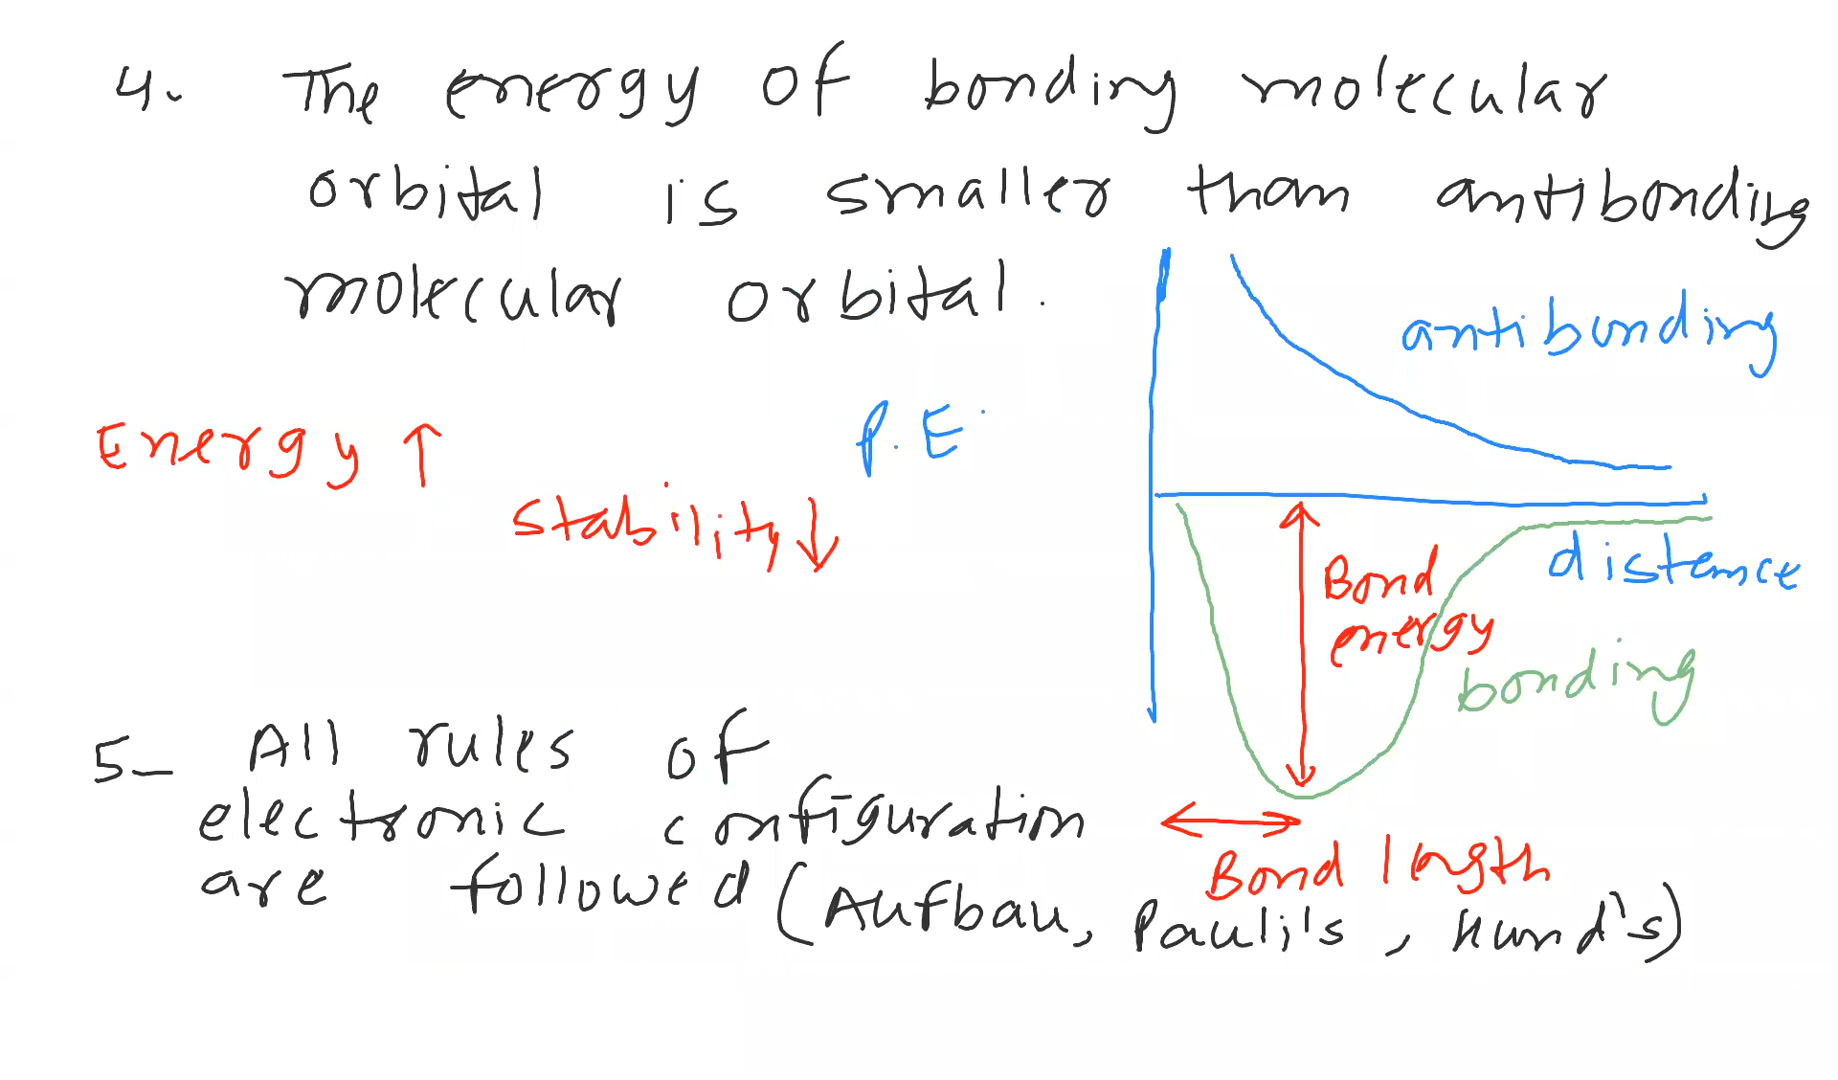 4. The energy of bonding molecular
orbital is smaller than antibonding
molecular orbital.
antibonding
Energy ↑
P.E.
stability ↓
distance
Bond
energy
bonding
5- All rules of
electronic configuration
are followed (Aufbau, Pauli's, Hund's)
Bond length